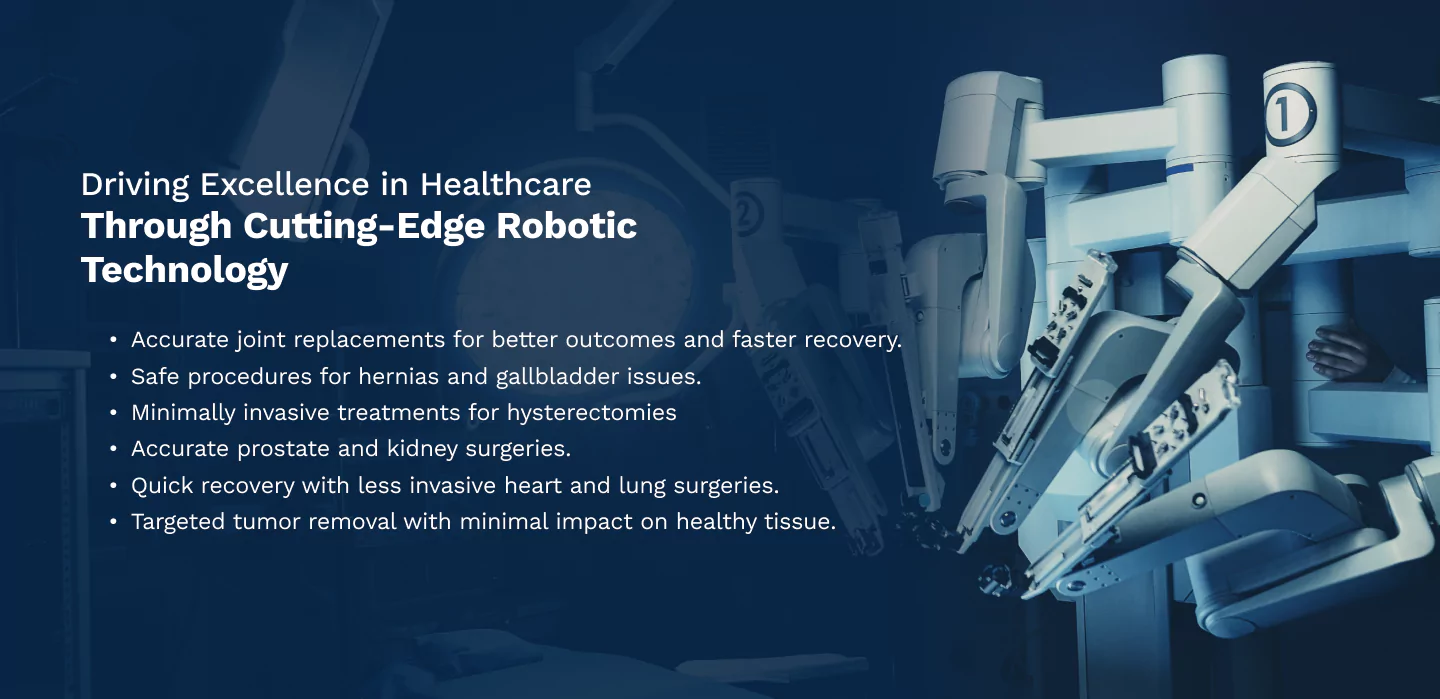 Driving Excellence in Healthcare
Through Cutting-Edge Robotic
Technology
• Accurate joint replacements for better outcomes and faster recovery.
• Safe procedures for hernias and gallbladder issues.
• Minimally invasive treatments for hysterectomies
• Accurate prostate and kidney surgeries.
• Quick recovery with less invasive heart and lung surgeries.
• Targeted tumor removal with minimal impact on healthy tissue.
1
2